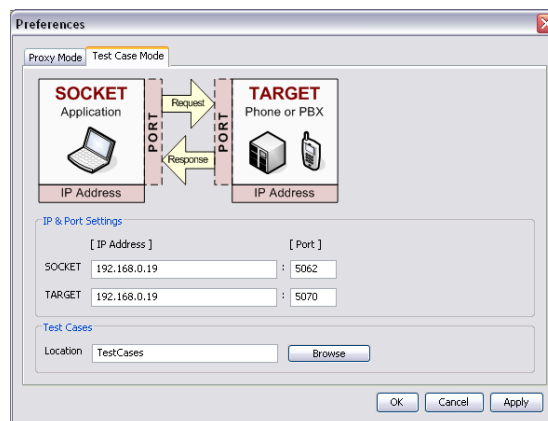 Preferences
Proxy Mode Test Case Mode
SOCKET
Application
PORT
IP Address
Request
Response
TARGET
Phone or PBX
PORT
IP Address
IP & Port Settings
[ IP Address ] [ Port ]
SOCKET 192.168.0.19 : 5062
TARGET 192.168.0.19 : 5070
Test Cases
Location TestCases Browse
OK Cancel Apply